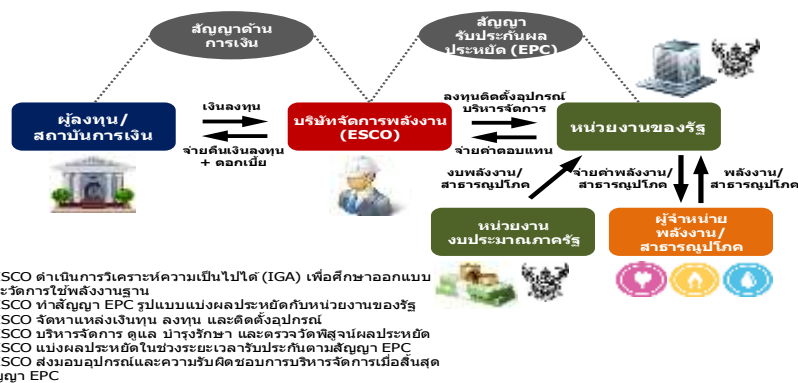 สัญญาด้าน
การเงิน
สัญญา
รับประกันผล
ประหยัด (EPC)
ผู้ลงทุน/
สถาบันการเงิน
เงินลงทุน
จ่ายคืนเงินลงทุน
+ ดอกเบี้ย
บริษัทจัดการพลังงาน
(ESCO)
ลงทุนติดตั้งอุปกรณ์
บริหารจัดการ
จ่ายค่าตอบแทน
หน่วยงานของรัฐ
งบพลังงาน/
สาธารณูปโภค
จ่ายค่าพลังงาน/
สาธารณูปโภค
พลังงาน/
สาธารณูปโภค
หน่วยงาน
งบประมาณภาครัฐ
ผู้จำหน่าย
พลังงาน/
สาธารณูปโภค
SCO ดำเนินการวิเคราะห์ความเป็นไปได้ (IGA) เพื่อศึกษาออกแบบ
ะวัดการใช้พลังงานฐาน
SCO ทำสัญญา EPC รูปแบบแบ่งผลประหยัดกับหน่วยงานของรัฐ
SCO จัดหาแหล่งเงินทุน ลงทุน และติดตั้งอุปกรณ์
SCO บริหารจัดการ ดูแล บำรุงรักษา และตรวจวัดพิสูจน์ผลประหยัด
SCO แบ่งผลประหยัดในช่วงระยะเวลารับประกันตามสัญญา EPC
SCO ส่งมอบอุปกรณ์และความรับผิดชอบการบริหารจัดการเมื่อสิ้นสุด
ญญา EPC